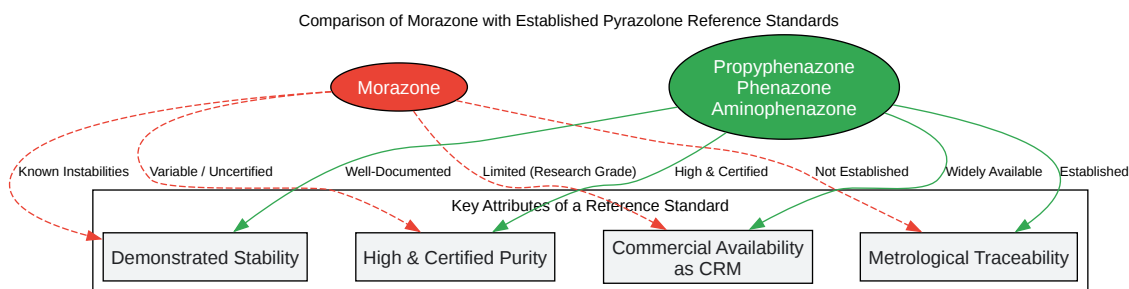 Comparison of Morazone with Established Pyrazolone Reference Standards
Morazone
Propyphenazone
Phenazone
Aminophenazone
Known Instabilities
Variable / Uncertified
Well-Documented
Limited (Research Grade)
High & Certified
Not Established
Widely Available
Established
Key Attributes of a Reference Standard
Demonstrated Stability
High & Certified Purity
Commercial Availability
as CRM
Metrological Traceability